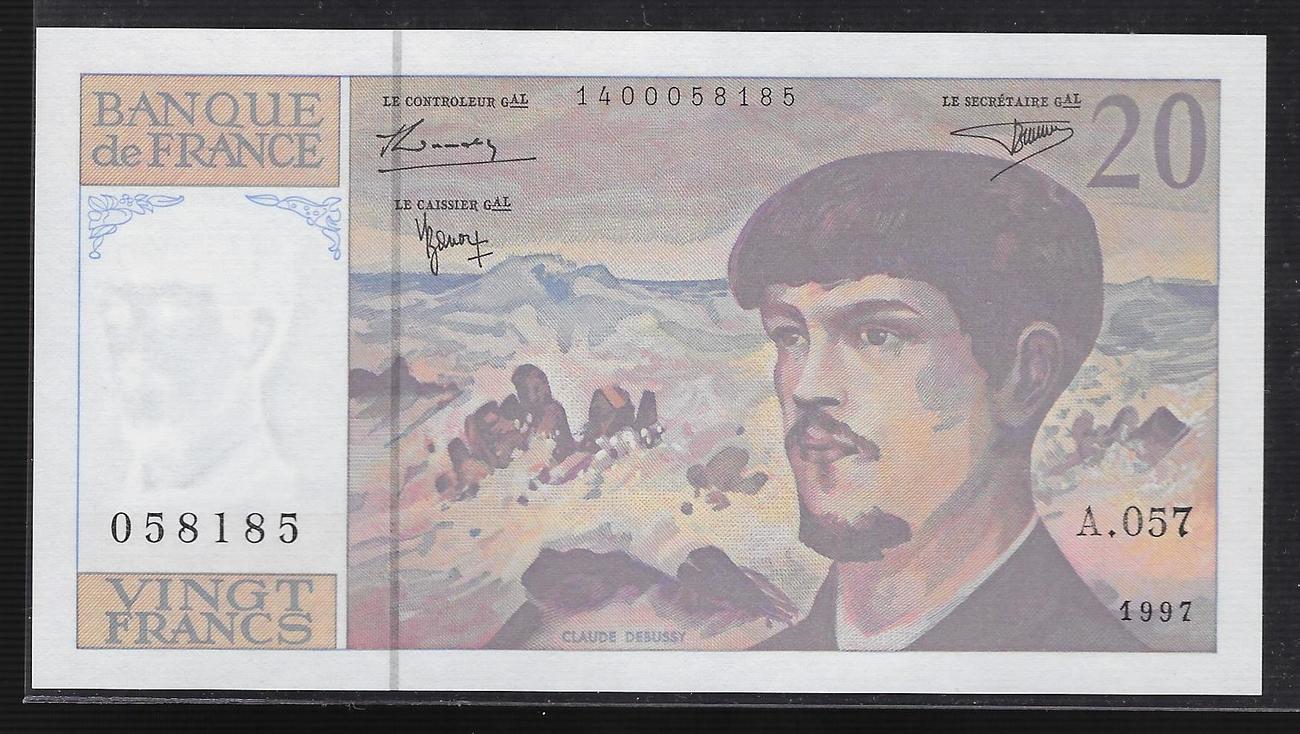 BANQUE
de FRANCE
LE CONTROLEUR GAL
1400058185
LE SECRÉTAIRE GAL
20
LE CAISSIER GAL
058185
A.057
VINGT
FRANCS
1997
CLAUDE DEBUSSY